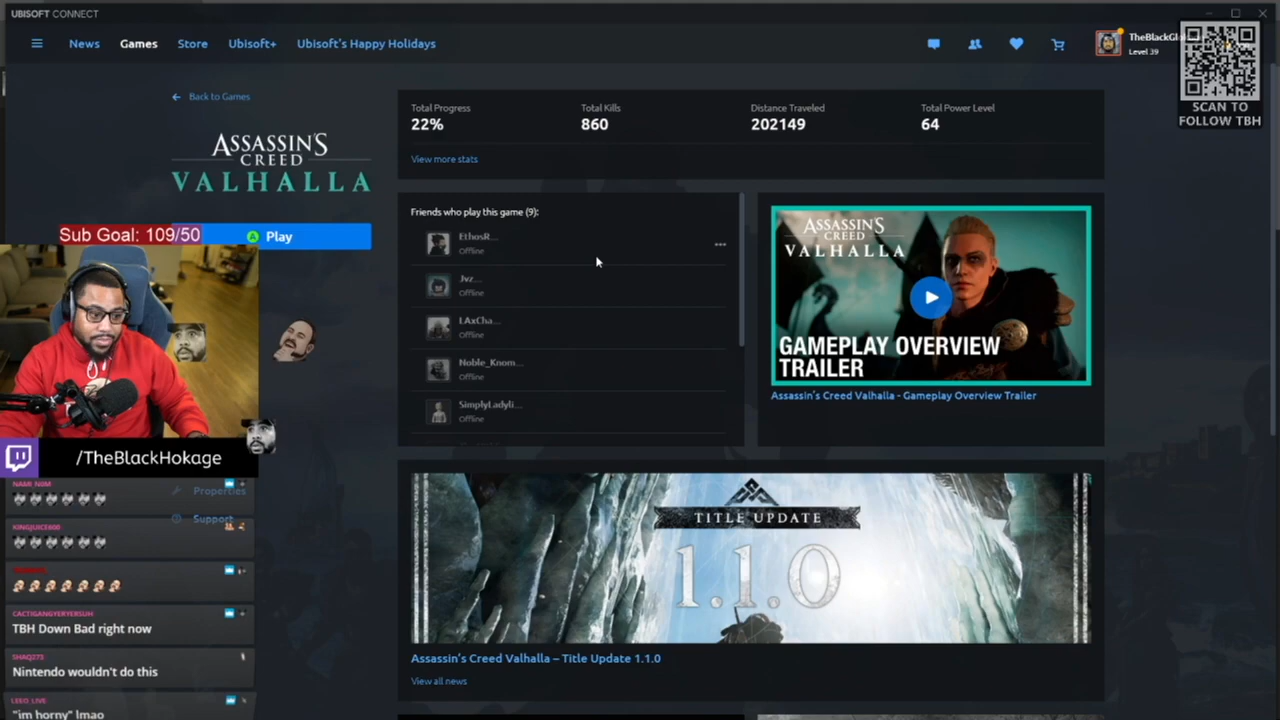 UBISOFT CONNECT
News
Games
Store
Ubisoft+
Ubisoft's Happy Holidays
Level 39
SCAN TO
FOLLOW TBH
Back to Games
ASSASSIN'S
CREED
VALHALLA
Sub Goal: 109/50
Play
Total Progress
22%
Total Kills
860
Distance Traveled
202149
Total Power Level
64
View more stats
Friends who play this game (9):
EthosR...
Offline
Jvz...
Offline
LAxCha...
Offline
Noble_Knom...
Offline
SimplyLadyli...
Offline
ASSASSIN'S
CREED
VALHALLA
GAMEPLAY OVERVIEW
TRAILER
Assassin's Creed Valhalla - Gameplay Overview Trailer
/TheBlackHokage
Properties
Support
KINGJUICE600
CACTIGANGYERYERSUH
TBH Down Bad right now
SHAQ273
Nintendo wouldn't do this
LEEO_LIVE
"im horny" lmao
TITLE UPDATE
1.1.0
Assassin's Creed Valhalla – Title Update 1.1.0
View all news